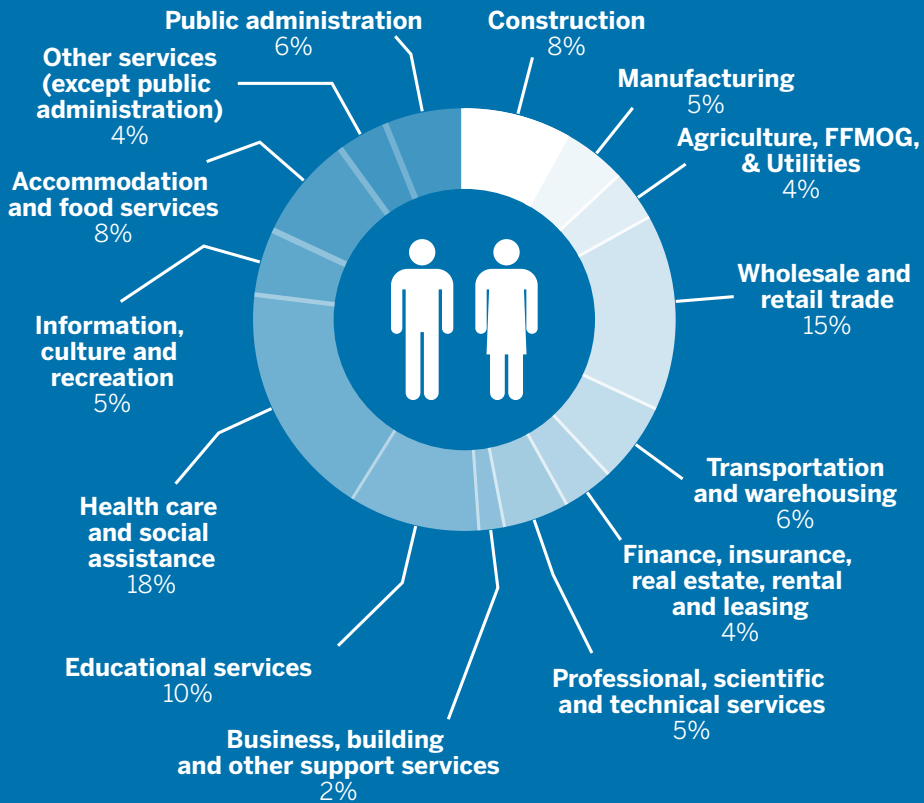 Public administration
6%
Construction
8%
Other services
(except public
administration)
4%
Manufacturing
5%
Agriculture, FFMOG,
& Utilities
4%
Accommodation
and food services
8%
Wholesale and
retail trade
15%
Information,
culture and
recreation
5%
Transportation
and warehousing
6%
Health care
and social
assistance
18%
Finance, insurance,
real estate, rental
and leasing
4%
Educational services
10%
Professional, scientific
and technical services
5%
Business, building
and other support services
2%